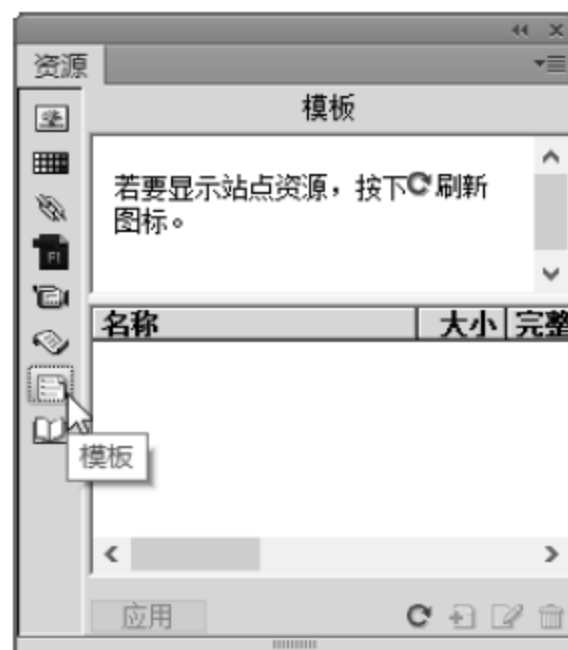 资源
模板
若要显示站点资源，按下刷新
图标。
名称 大小 完整
Fl
模板
应用